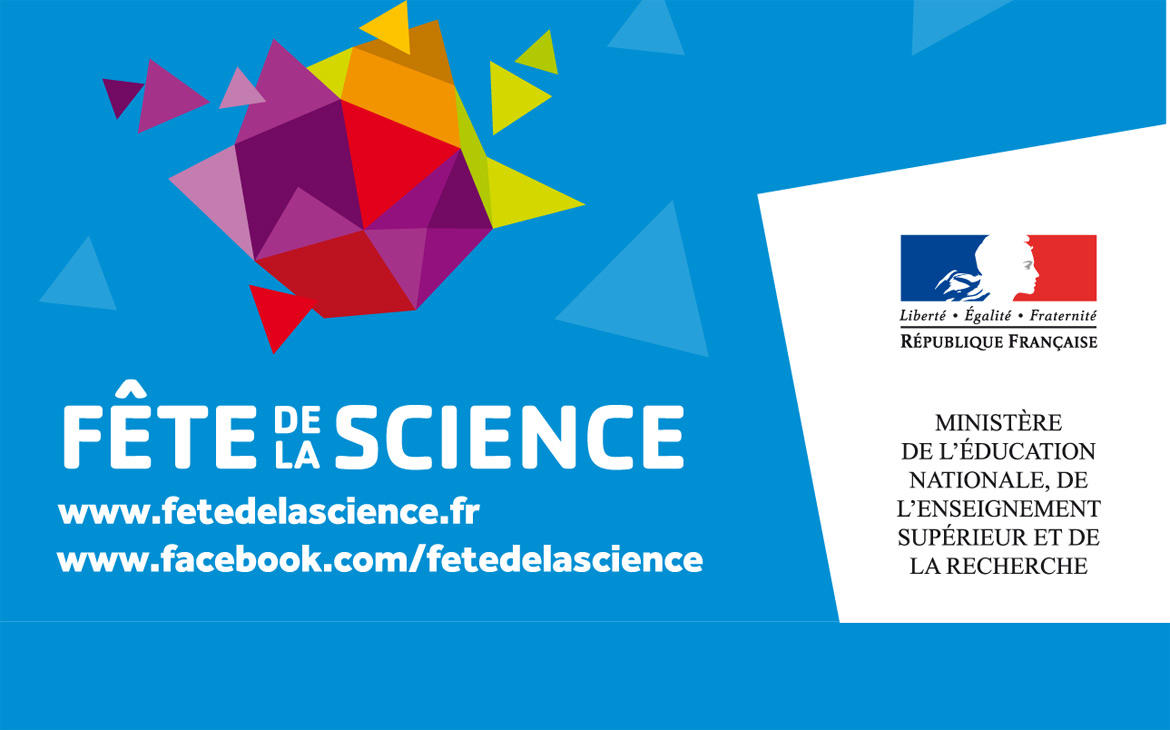 FÊTE DE LA SCIENCE
www.fetedelascience.fr
www.facebook.com/fetedelascience
Liberté • Égalité • Fraternité
RÉPUBLIQUE FRANÇAISE
MINISTÈRE
DE L'ÉDUCATION
NATIONALE, DE
L'ENSEIGNEMENT
SUPÉRIEUR ET DE
LA RECHERCHE